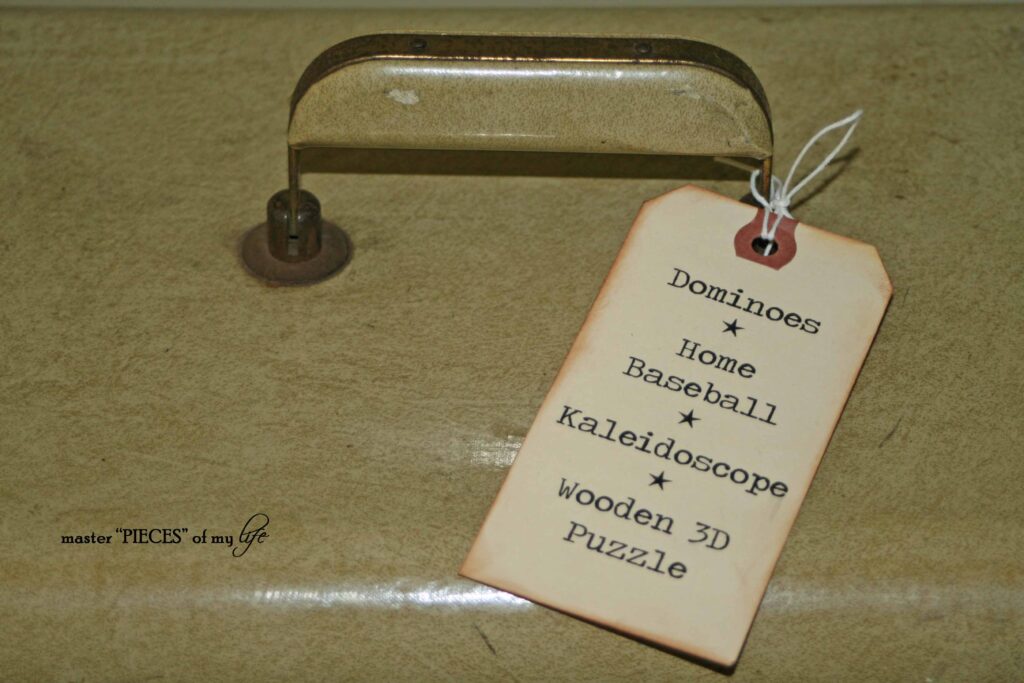 Dominoes
★
Home
Baseball
★
Kaleidoscope
★
Wooden 3D
Puzzle
master “PIECES” of my life